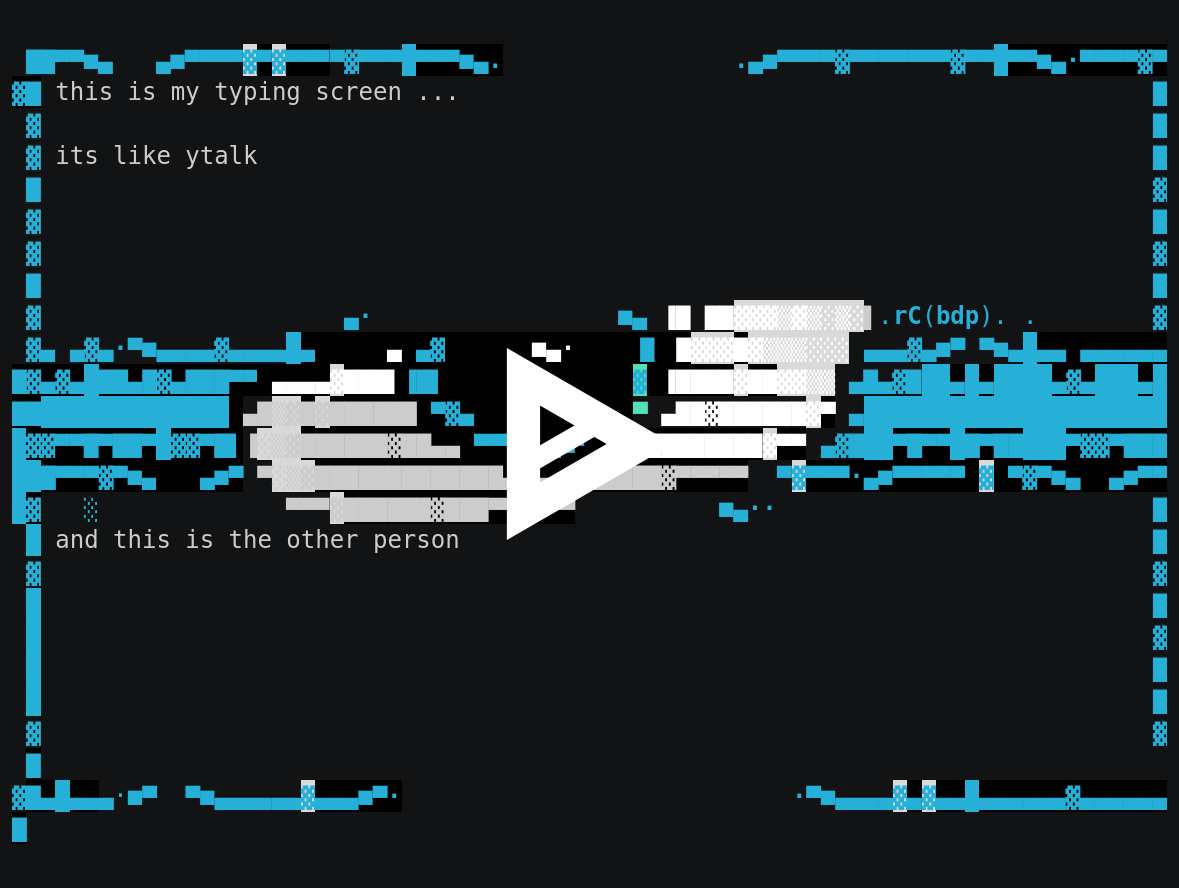 this is my typing screen ...
its like ytalk
.rC(bdp). .
and this is the other person